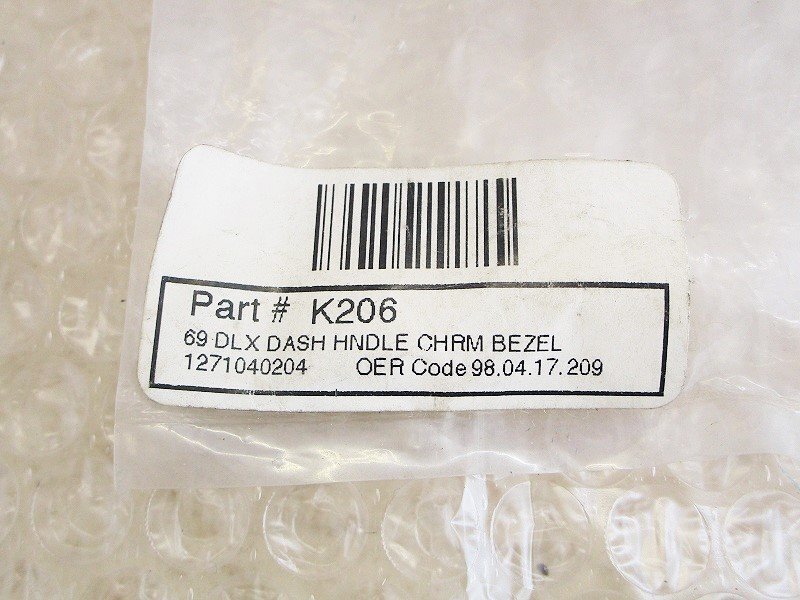 Part # K206
69 DLX DASH HNDLE CHRM BEZEL
1271040204 OER Code 98.04.17.209